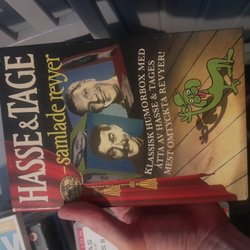 HASSE & TAGE
- samlade revyer
KLASSISK HUMORBOX MED
ÅTTA AV HASSE & TAGES
MEST OMTYCKTA REVYER!